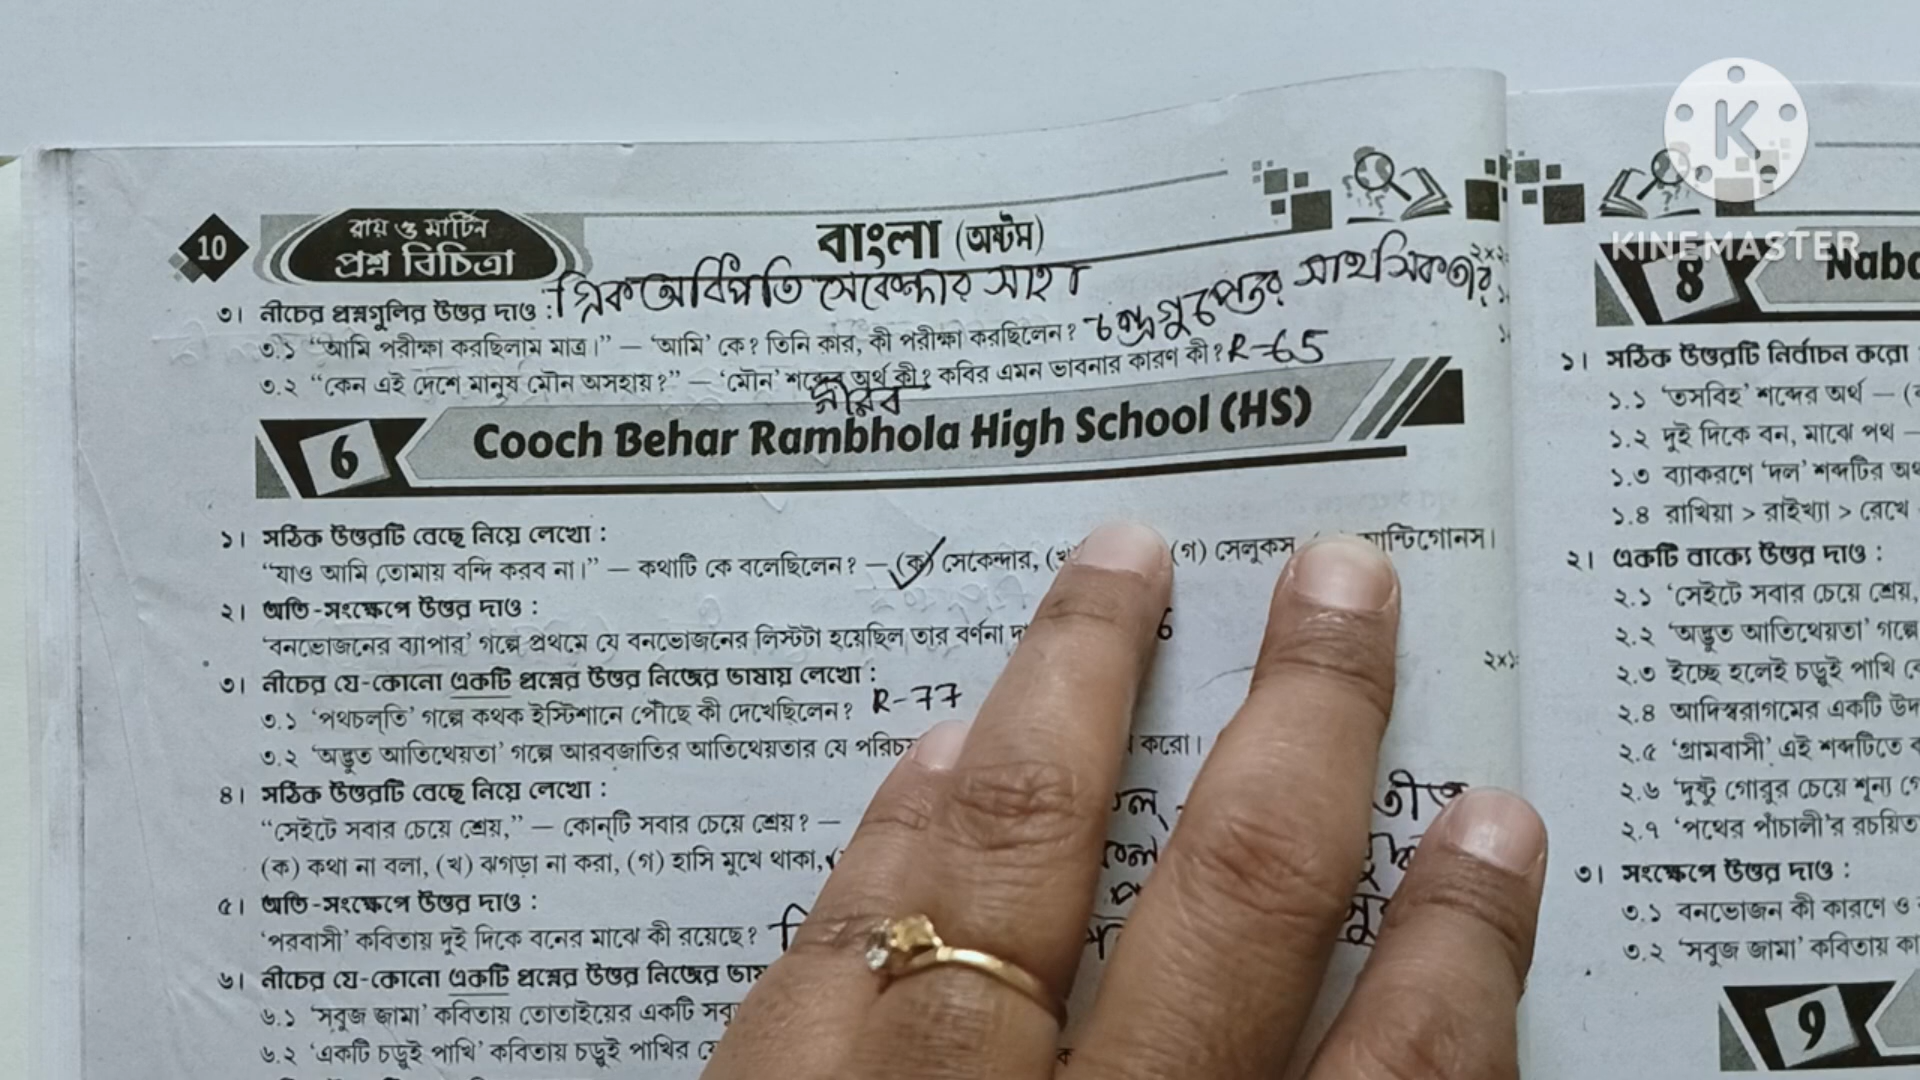 10
রায় ও মার্টিন
প্রশ্ন বিচিত্রা
বাংলা (অষ্টম)
৩। নীচের প্রশ্নগুলির উত্তর দাও :
৩.১ “আমি পরীক্ষা করছিলাম মাত্র।” — ‘আমি’ কে? তিনি কার, কী পরীক্ষা করছিলেন?
৩.২ “কেন এই দেশে মানুষ মৌন অসহায়?” — ‘মৌন’ শব্দের অর্থ কী? কবির এমন ভাবনার কারণ কী? R-65
নীরব
6 Cooch Behar Rambhola High School (HS)
১। সঠিক উত্তরটি বেছে নিয়ে লেখো :
“যাও আমি তোমায় বন্দি করব না।” — কথাটি কে বলেছিলেন? — (ক) সেকেন্দার, (গ) সেলুকস, আন্টিগোনস।
২। অতি-সংক্ষেপে উত্তর দাও :
‘বনভোজনের ব্যাপার’ গল্পে প্রথমে যে বনভোজনের লিস্টটা হয়েছিল তার বর্ণনা
৩। নীচের যে-কোনো একটি প্রশ্নের উত্তর নিজের ভাষায় লেখো :
৩.১ ‘পথচল্‌তি’ গল্পে কথক ইস্টিশানে পৌঁছে কী দেখেছিলেন? R-77
৩.২ ‘অদ্ভুত আতিথেয়তা’ গল্পে আরবজাতির আতিথেয়তার যে করো।
৪। সঠিক উত্তরটি বেছে নিয়ে লেখো :
“সেইটে সবার চেয়ে শ্রেয়,” — কোন্‌টি সবার চেয়ে শ্রেয়? —
(ক) কথা না বলা, (খ) ঝগড়া না করা, (গ) হাসি মুখে থাকা,
৫। অতি-সংক্ষেপে উত্তর দাও :
‘পরবাসী’ কবিতায় দুই দিকে বনের মাঝে কী রয়েছে?
৬। নীচের যে-কোনো একটি প্রশ্নের উত্তর নিজের
৬.১ ‘সবুজ জামা’ কবিতায় তোতাইয়ের একটি
৬.২ ‘একটি চড়ুই পাখি’ কবিতায় চড়ুই পাখির
8
১। সঠিক উত্তরটি নির্বাচন করো
১.১ ‘তসবিহ’ শব্দের অর্থ —
১.২ দুই দিকে বন, মাঝে পথ —
১.৩ ব্যাকরণে ‘দল’ শব্দটির
১.৪ রাখিয়া > রাইখ্যা > রেখে
২। একটি বাক্যে উত্তর দাও :
২.১ ‘সেইটে সবার চেয়ে শ্রেয়,
২.২ ‘অদ্ভুত আতিথেয়তা’ গল্পে
২.৩ ইচ্ছে হলেই চড়ুই পাখি
২.৪ আদিস্বরাগমের একটি
২.৫ ‘গ্রামবাসী’ এই শব্দটিতে
২.৬ ‘দুষ্টু গোরুর চেয়ে শূন্য
২.৭ ‘পথের পাঁচালী’র রচয়িতা
৩। সংক্ষেপে উত্তর দাও :
৩.১ বনভোজন কী কারণে ও
৩.২ ‘সবুজ জামা’ কবিতায়
9
K
KINEMASTER